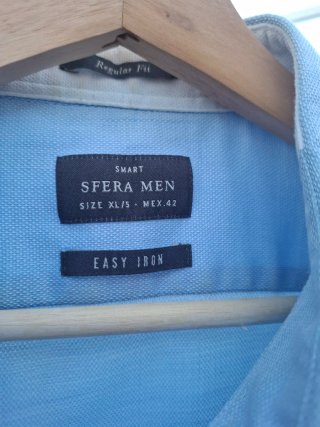 Regular Fit
SMART
SFERA MEN
SIZE XL/5 - MEX.42
EASY IRON